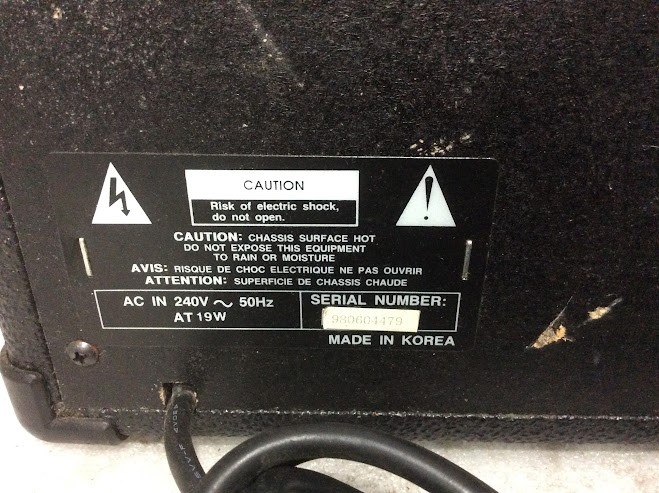 CAUTION
Risk of electric shock,
do not open.
CAUTION: CHASSIS SURFACE HOT
DO NOT EXPOSE THIS EQUIPMENT
TO RAIN OR MOISTURE
AVIS: RISQUE DE CHOC ELECTRIQUE NE PAS OUVRIR
ATTENTION: SUPERFICIE DE CHASSIS CHAUDE
AC IN 240V ~ 50Hz
AT 19W
SERIAL NUMBER:
980604479
MADE IN KOREA